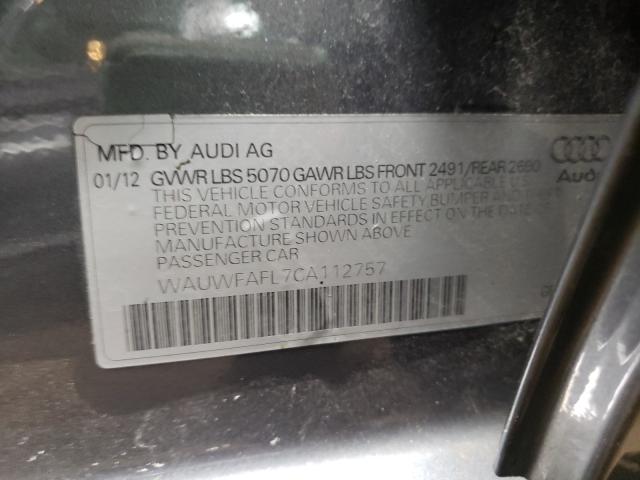 MFD. BY AUDI AG
01/12 GVWR LBS 5070 GAWR LBS FRONT 2491/REAR 2680
THIS VEHICLE CONFORMS TO ALL APPLICABLE U.S.
FEDERAL MOTOR VEHICLE SAFETY BUMPER AND THEFT
PREVENTION STANDARDS IN EFFECT ON THE DATE
MANUFACTURE SHOWN ABOVE
PASSENGER CAR
WAUWFAFL7CA112757
Audi